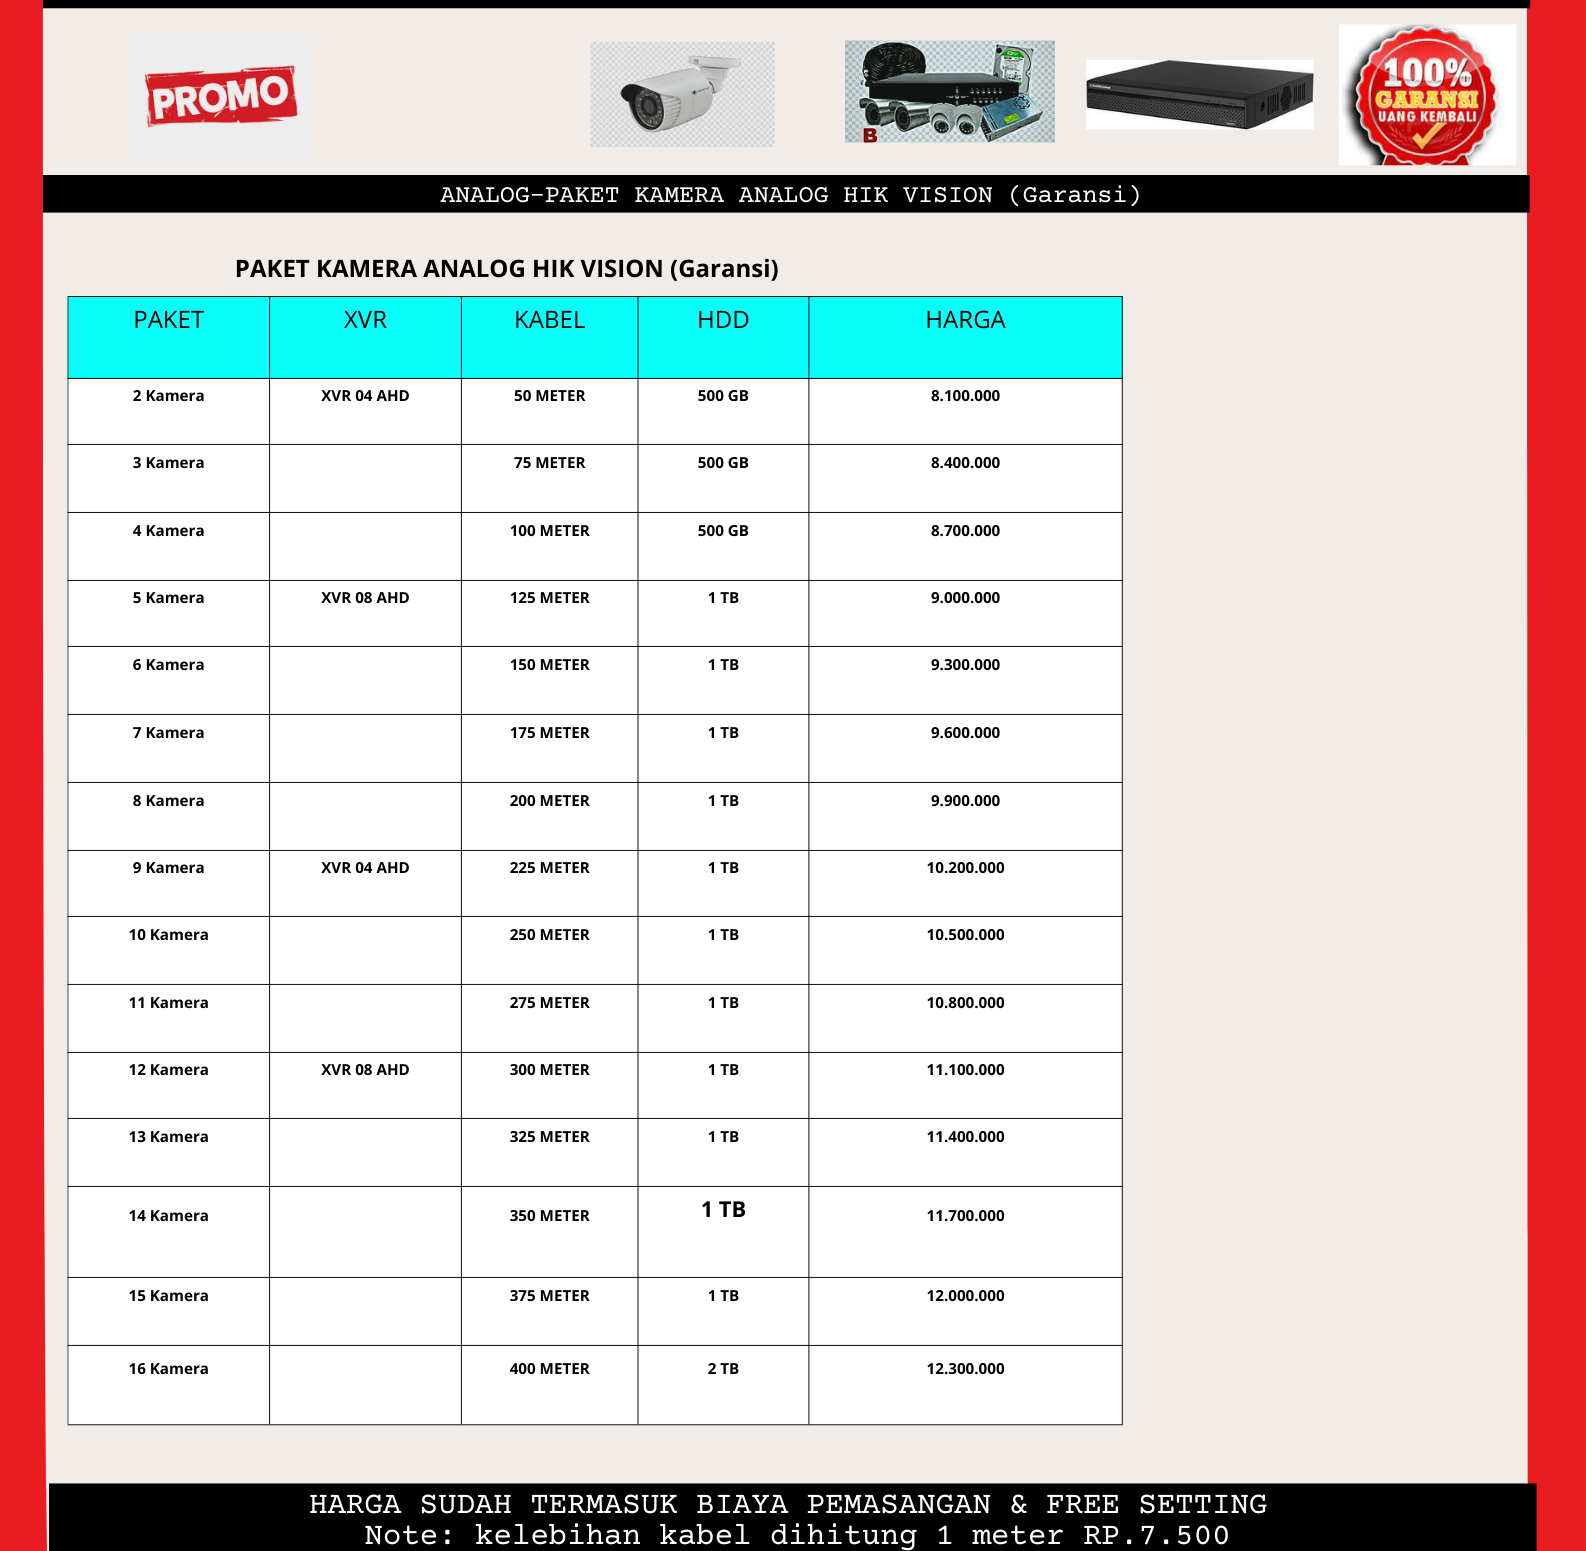 PROMO
B
100%
GARANSI
UANG KEMBALI
ANALOG-PAKET KAMERA ANALOG HIK VISION (Garansi)
PAKET KAMERA ANALOG HIK VISION (Garansi)
PAKET XVR KABEL HDD HARGA
2 Kamera XVR 04 AHD 50 METER 500 GB 8.100.000
3 Kamera 75 METER 500 GB 8.400.000
4 Kamera 100 METER 500 GB 8.700.000
5 Kamera XVR 08 AHD 125 METER 1 TB 9.000.000
6 Kamera 150 METER 1 TB 9.300.000
7 Kamera 175 METER 1 TB 9.600.000
8 Kamera 200 METER 1 TB 9.900.000
9 Kamera XVR 04 AHD 225 METER 1 TB 10.200.000
10 Kamera 250 METER 1 TB 10.500.000
11 Kamera 275 METER 1 TB 10.800.000
12 Kamera XVR 08 AHD 300 METER 1 TB 11.100.000
13 Kamera 325 METER 1 TB 11.400.000
14 Kamera 350 METER 1 TB 11.700.000
15 Kamera 375 METER 1 TB 12.000.000
16 Kamera 400 METER 2 TB 12.300.000
HARGA SUDAH TERMASUK BIAYA PEMASANGAN & FREE SETTING
Note: kelebihan kabel dihitung 1 meter RP.7.500